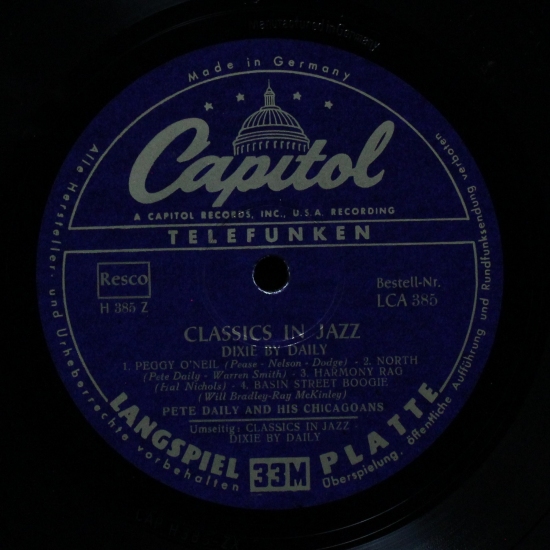 Made in Germany
Capitol
A CAPITOL RECORDS, INC., U.S.A. RECORDING
TELEFUNKEN
Resco
H 385 Z
Bestell-Nr.
LCA 385
CLASSICS IN JAZZ
DIXIE BY DAILY
1. PEGGY O'NEIL (Pease - Nelson - Dodge) - 2. NORTH
(Pete Daily - Warren Smith) - 3. HARMONY RAG
(Hal Nichols) - 4. BASIN STREET BOOGIE
(Will Bradley-Ray McKinley)
PETE DAILY AND HIS CHICAGOANS
Umseitig: CLASSICS IN JAZZ -
DIXIE BY DAILY
LANGSPIEL 33M PLATTE
Alle Hersteller- und Urheberrechte vorbehalten
Überspielung, öffentliche Aufführung und Rundfunksendung verboten